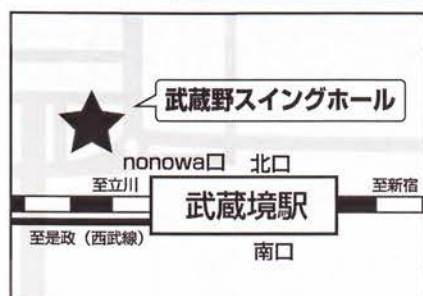 武蔵野スイングホール
nonowa口 北口
至立川
至新宿
武蔵境駅
至是政(西武線)
南口